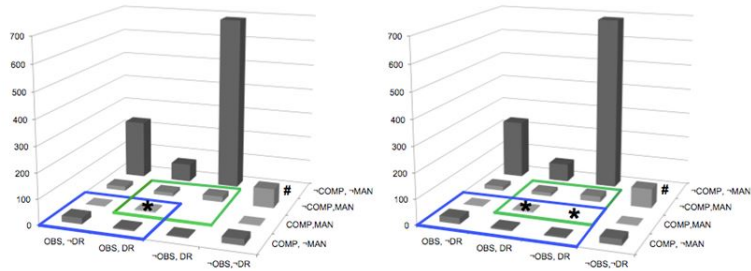 700
600
500
400
300
200
100
0
*
#
OBS, ¬DR
OBS, DR
¬OBS, DR
¬OBS,¬DR
¬COMP, ¬MAN
¬COMP,MAN
COMP,MAN
COMP, ¬MAN
700
600
500
400
300
200
100
0
*
*
#
OBS, ¬DR
OBS, DR
¬OBS, DR
¬OBS,¬DR
¬COMP, ¬MAN
¬COMP,MAN
COMP,MAN
COMP, ¬MAN